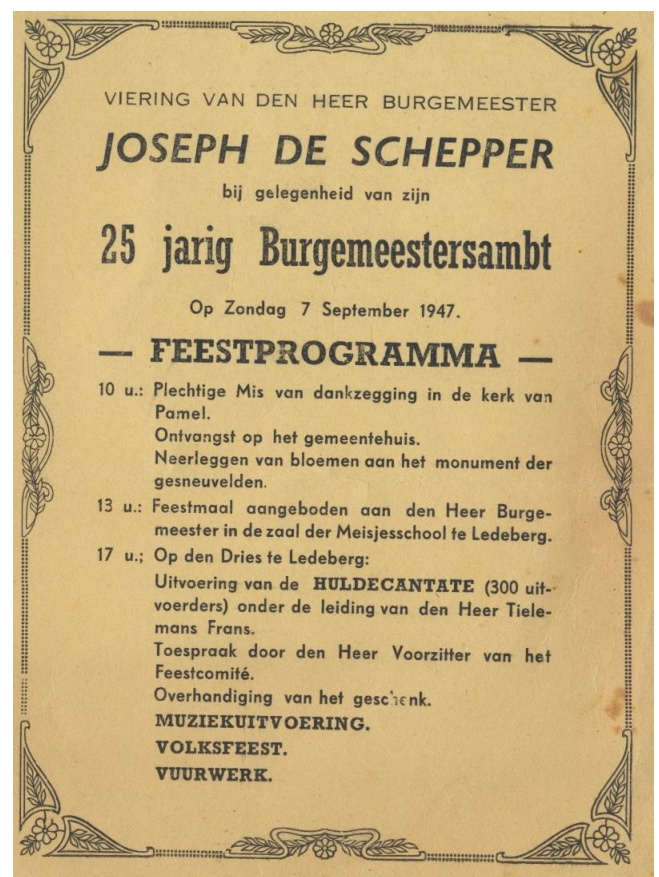 VIERING VAN DEN HEER BURGEMEESTER
JOSEPH DE SCHEPPER
bij gelegenheid van zijn
25 jarig Burgemeestersambt
Op Zondag 7 September 1947.
— FEESTPROGRAMMA —
10 u.: Plechtige Mis van dankzegging in de kerk van
Pamel.
Ontvangst op het gemeentehuis.
Neerleggen van bloemen aan het monument der
gesneuvelden.
13 u.: Feestmaal aangeboden aan den Heer Burge-
meester in de zaal der Meisjesschool te Ledeberg.
17 u.; Op den Dries te Ledeberg:
Uitvoering van de HULDECANTATE (300 uit-
voerders) onder de leiding van den Heer Tiele-
mans Frans.
Toespraak door den Heer Voorzitter van het
Feestcomité.
Overhandiging van het geschenk.
MUZIEKUITVOERING.
VOLKSFEEST.
VUURWERK.